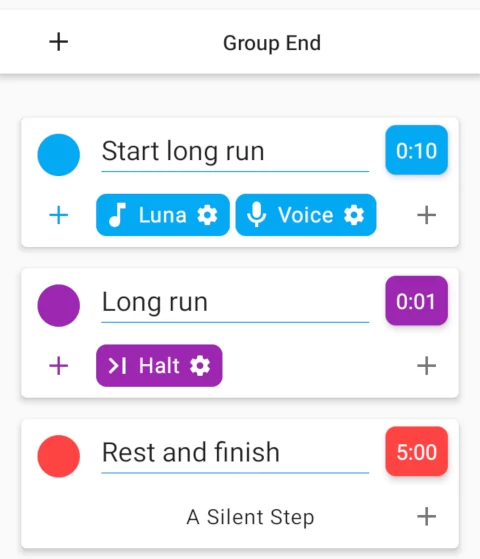 Group End
Start long run 0:10
Luna Voice
Long run 0:01
Halt
Rest and finish 5:00
A Silent Step